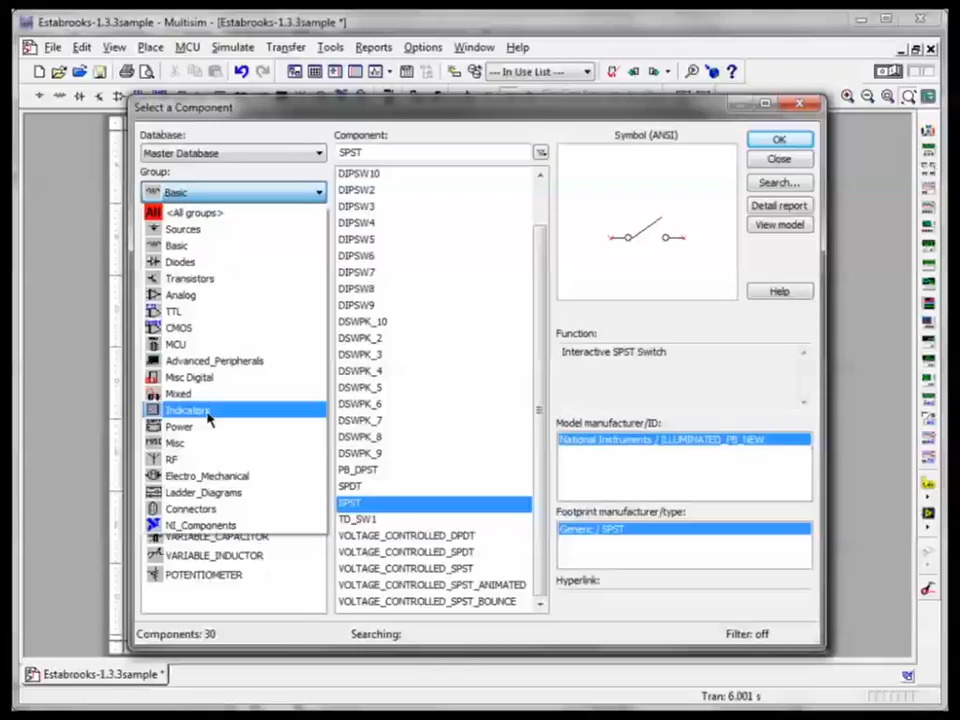 Estabrooks-1.3.3sample - Multisim - [Estabrooks-1.3.3sample *]
File Edit View Place MCU Simulate Transfer Tools Reports Options Window Help
--- In Use List ---
Select a Component
Database:
Master Database
Group:
Basic
All <All groups>
Sources
Basic
Diodes
Transistors
Analog
TTL
CMOS
MCU
Advanced_Peripherals
Misc Digital
Mixed
Indicators
Power
Misc
RF
Electro_Mechanical
Ladder_Diagrams
Connectors
NI_Components
VARIABLE_CAPACITOR
VARIABLE_INDUCTOR
POTENTIOMETER
Component:
SPST
DIPSW10
DIPSW2
DIPSW3
DIPSW4
DIPSW5
DIPSW6
DIPSW7
DIPSW8
DIPSW9
DSWPK_10
DSWPK_2
DSWPK_3
DSWPK_4
DSWPK_5
DSWPK_6
DSWPK_7
DSWPK_8
DSWPK_9
PB_DPST
SPDT
SPST
TD_SW1
VOLTAGE_CONTROLLED_DPDT
VOLTAGE_CONTROLLED_SPDT
VOLTAGE_CONTROLLED_SPST
VOLTAGE_CONTROLLED_SPST_ANIMATED
VOLTAGE_CONTROLLED_SPST_BOUNCE
Symbol (ANSI)
Function:
Interactive SPST Switch
Model manufacturer/ID:
National Instruments / ILLUMINATED_PB_NEW
Footprint manufacturer/type:
Generic / SPST
Hyperlink:
OK
Close
Search...
Detail report
View model
Help
Components: 30 Searching: Filter: off
Estabrooks-1.3.3sample *
Tran: 6.001 s